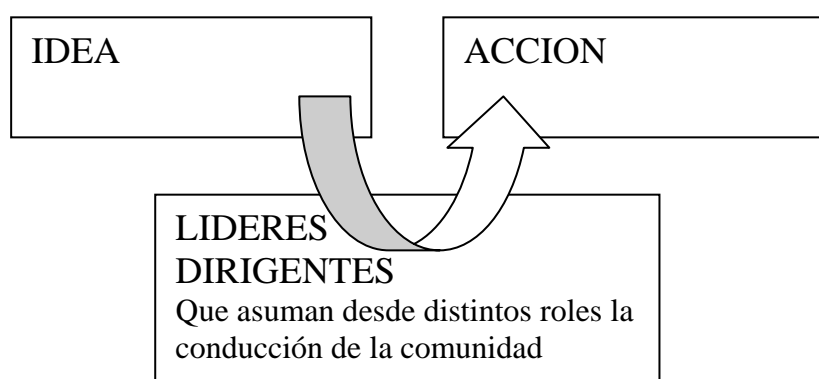 IDEA
ACCION
LIDERES
DIRIGENTES
Que asuman desde distintos roles la
conducción de la comunidad